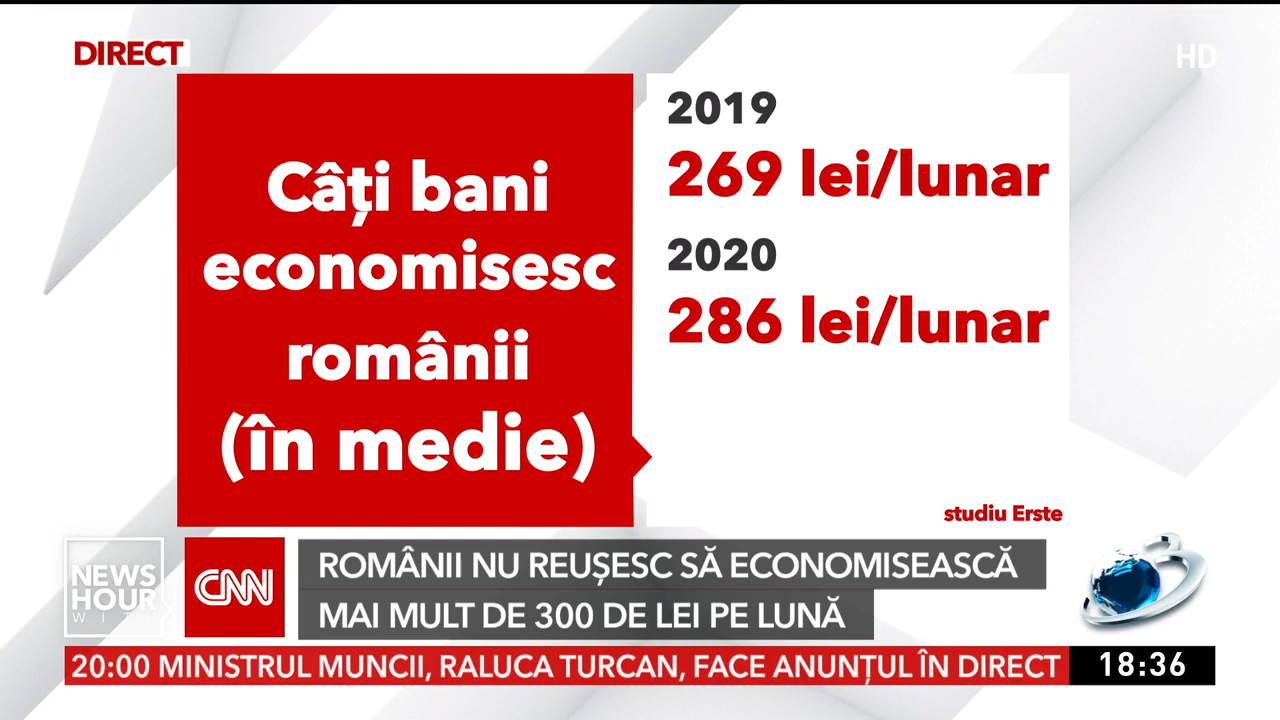 DIRECT
HD
Câți bani
economisesc
românii
(în medie)
2019
269 lei/lunar
2020
286 lei/lunar
studiu Erste
NEWS
HOUR
WITH
CNN
ROMÂNII NU REUȘESC SĂ ECONOMISEASCĂ
MAI MULT DE 300 DE LEI PE LUNĂ
20:00 MINISTRUL MUNCII, RALUCA TURCAN, FACE ANUNȚUL ÎN DIRECT
18:36